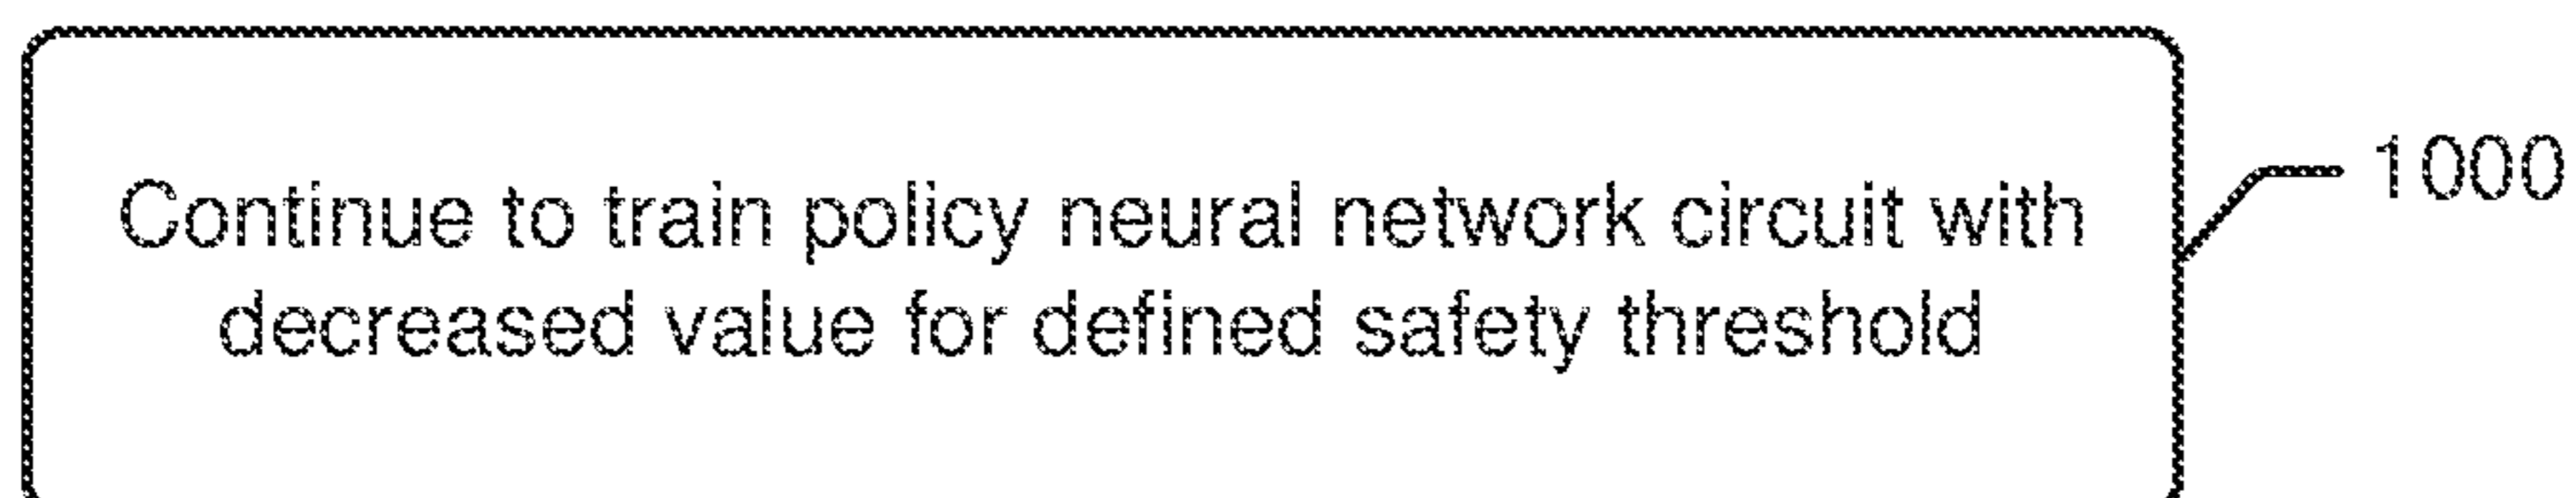 Continue to train policy neural network circuit with
decreased value for defined safety threshold
1000